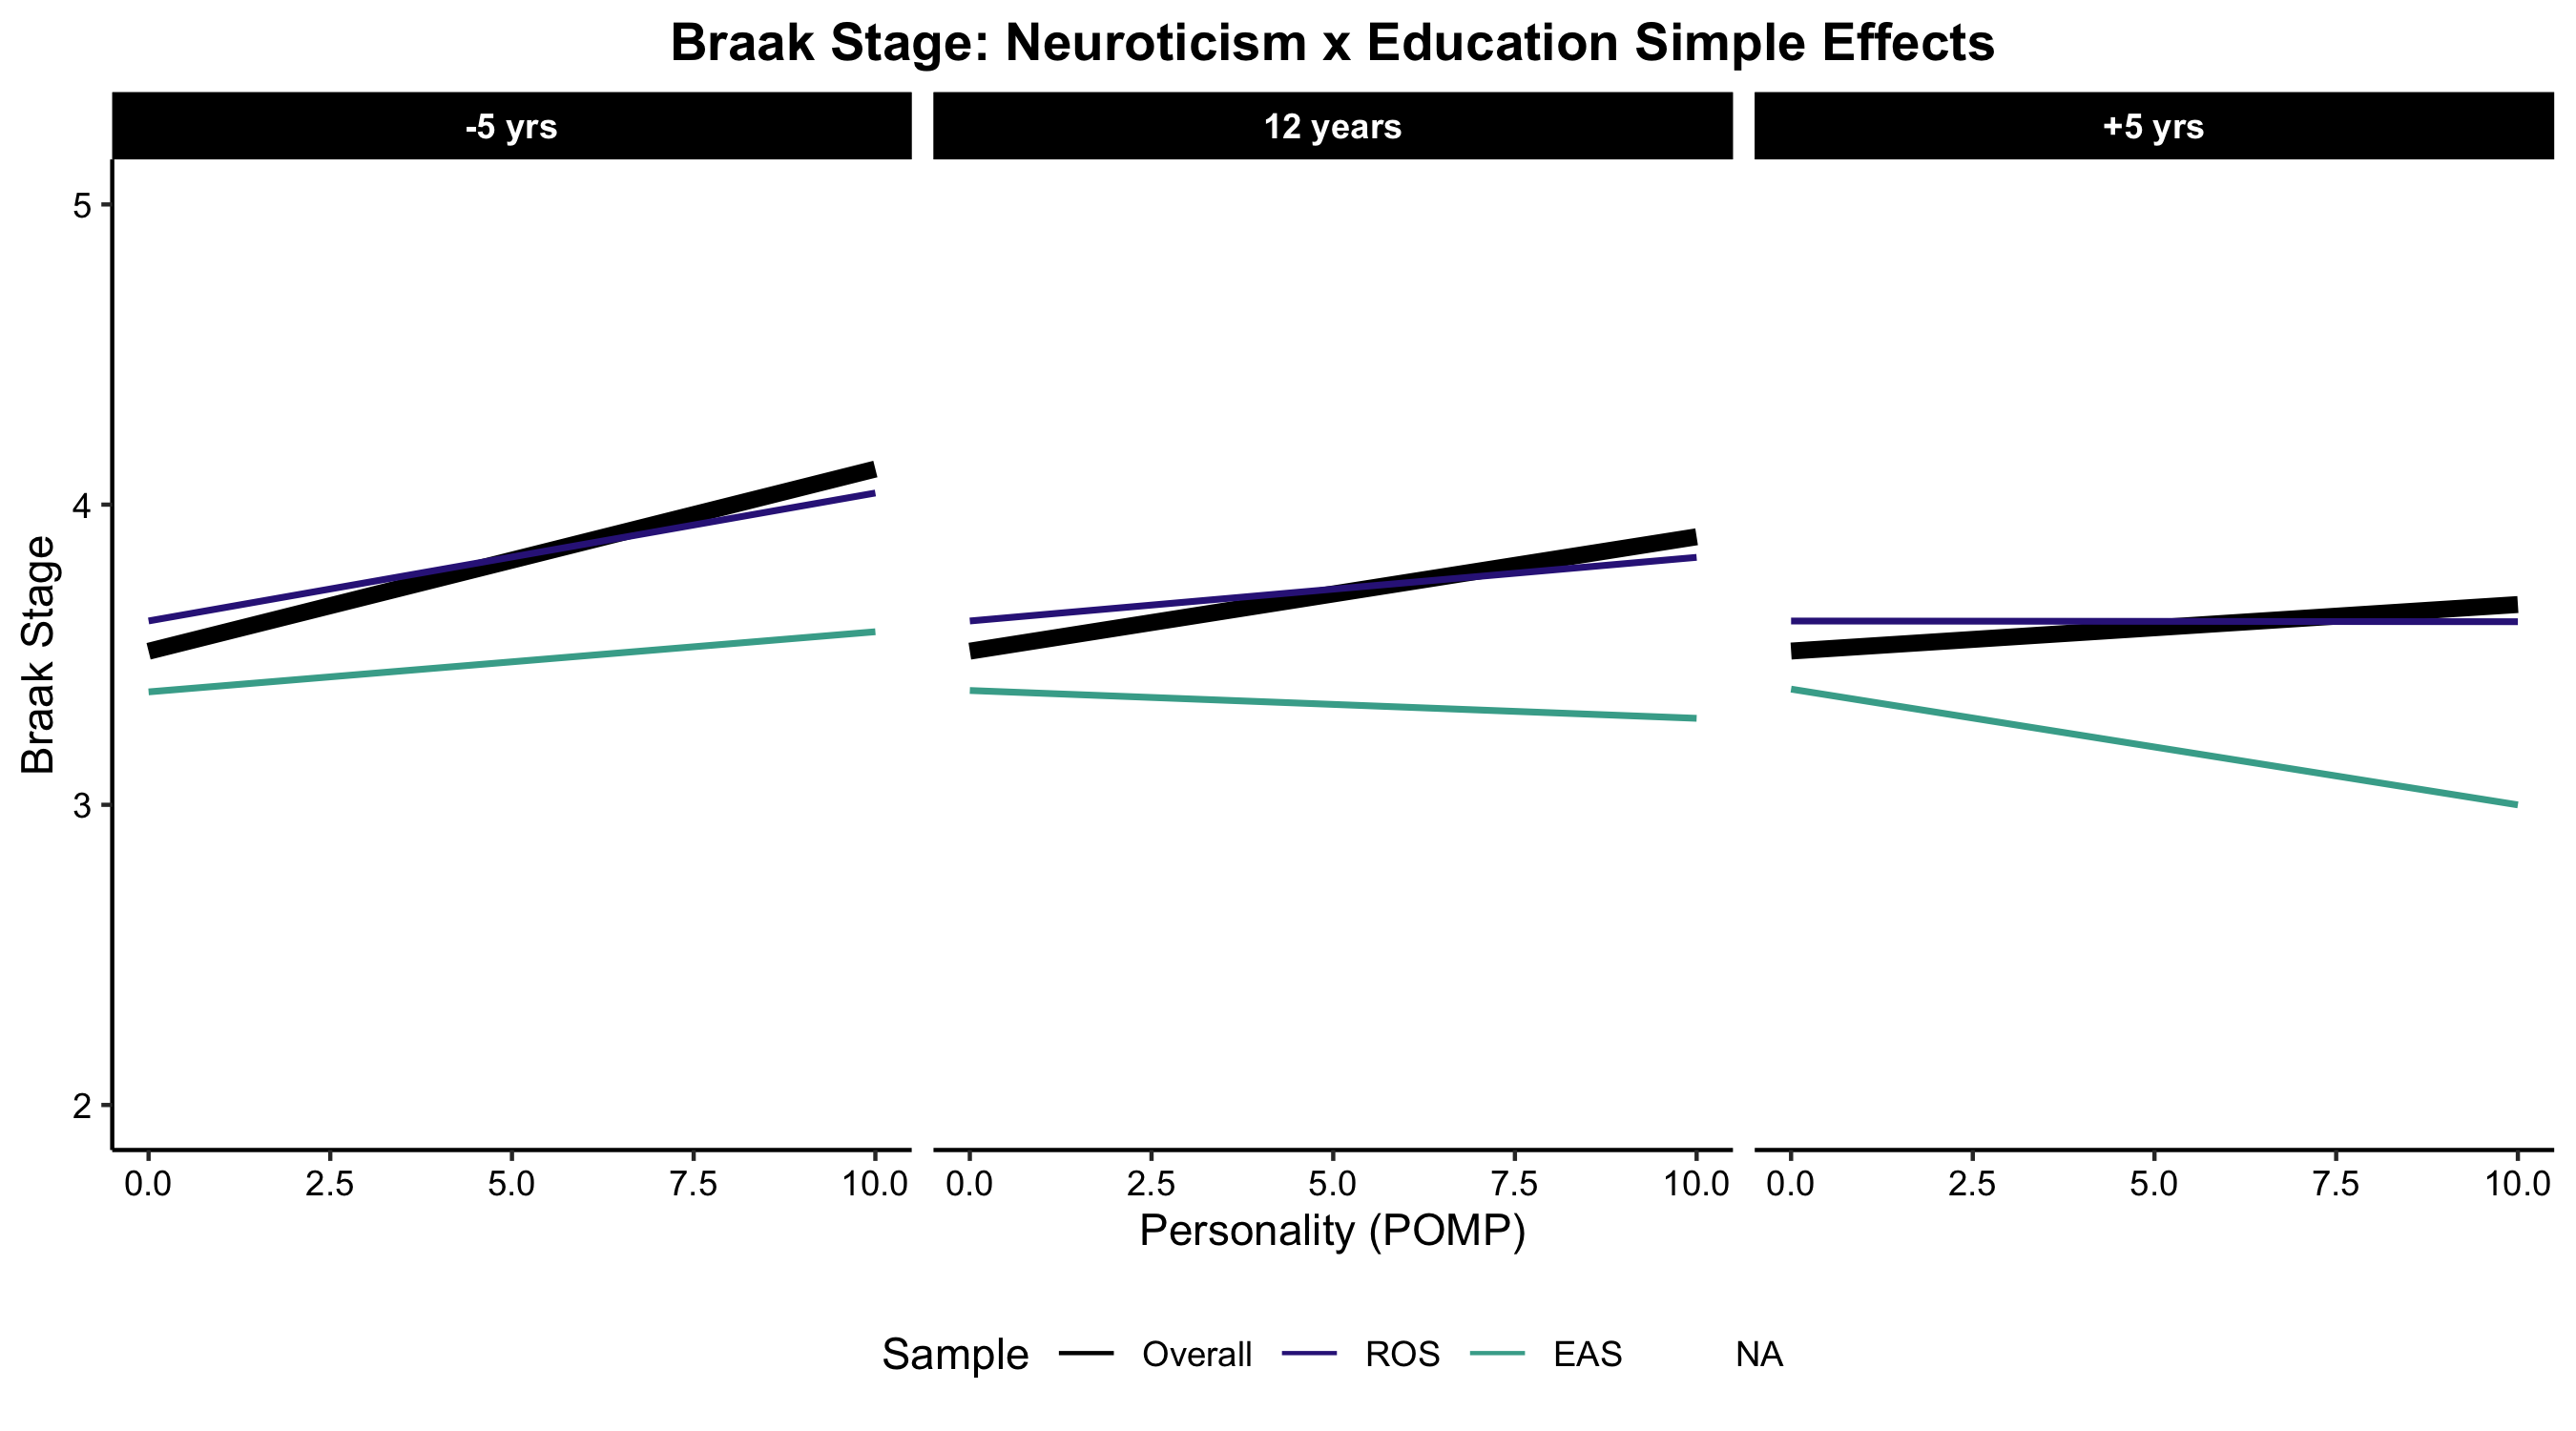 Braak Stage: Neuroticism x Education Simple Effects
-5 yrs
12 years
+5 yrs
Braak Stage
5
4
3
2
0.0 2.5 5.0 7.5 10.0
0.0 2.5 5.0 7.5 10.0
0.0 2.5 5.0 7.5 10.0
Personality (POMP)
Sample Overall ROS EAS NA